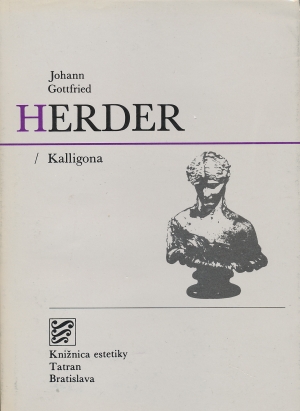 Johann
Gottfried
HERDER
/ Kalligona
Knižnica estetiky
Tatran
Bratislava